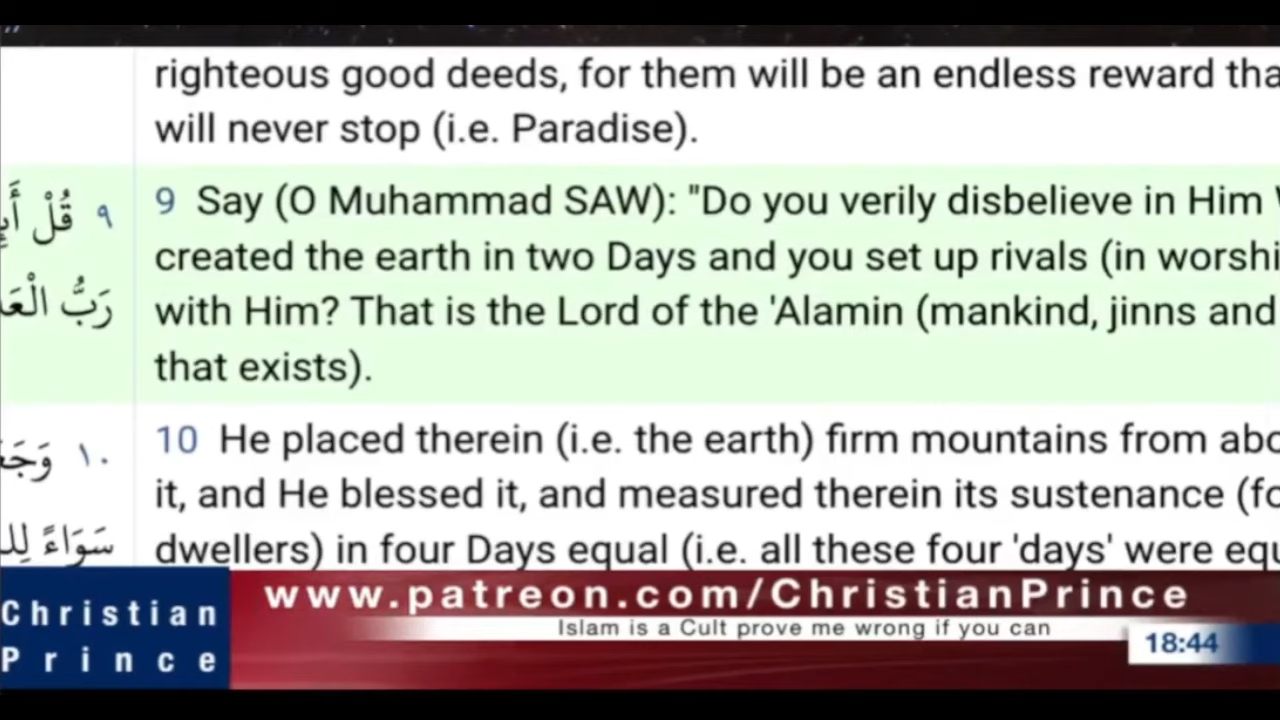 righteous good deeds, for them will be an endless reward tha
will never stop (i.e. Paradise).
٩ قُلْ
9 Say (O Muhammad SAW): "Do you verily disbelieve in Him
created the earth in two Days and you set up rivals (in worshi
رَبُّ
with Him? That is the Lord of the 'Alamin (mankind, jinns and
that exists).
١٠
10 He placed therein (i.e. the earth) firm mountains from abo
it, and He blessed it, and measured therein its sustenance (fo
سَوَاءً
dwellers) in four Days equal (i.e. all these four 'days' were equ
Christian
Prince
www.patreon.com/ChristianPrince
Islam is a Cult prove me wrong if you can
18:44